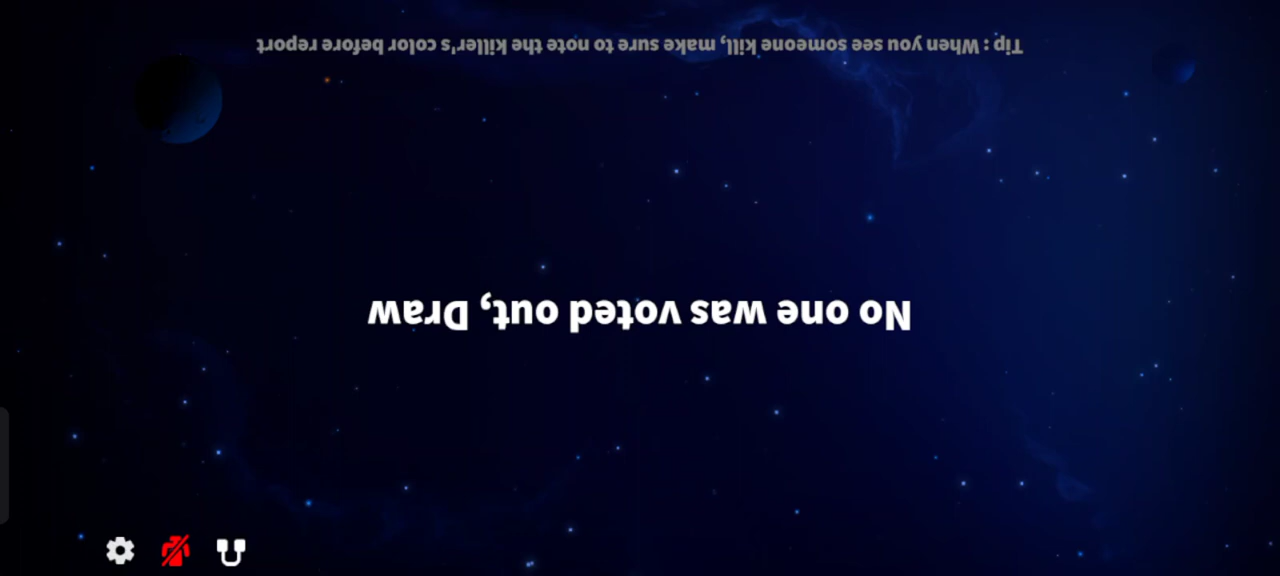 No one was voted out, Draw
Tip : When you see someone kill, make sure to note the killer's color before report